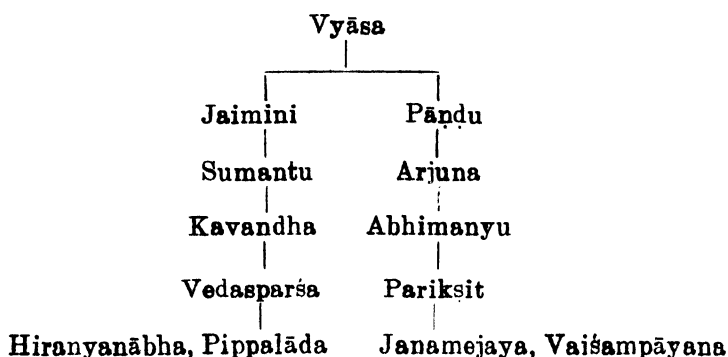 Vyāsa
Jaimini Pāṇḍu
Sumantu Arjuna
Kavandha Abhimanyu
Vedasparśa Parikṣit
Hiranyanābha, Pippalāda Janamejaya, Vaiśampāyana